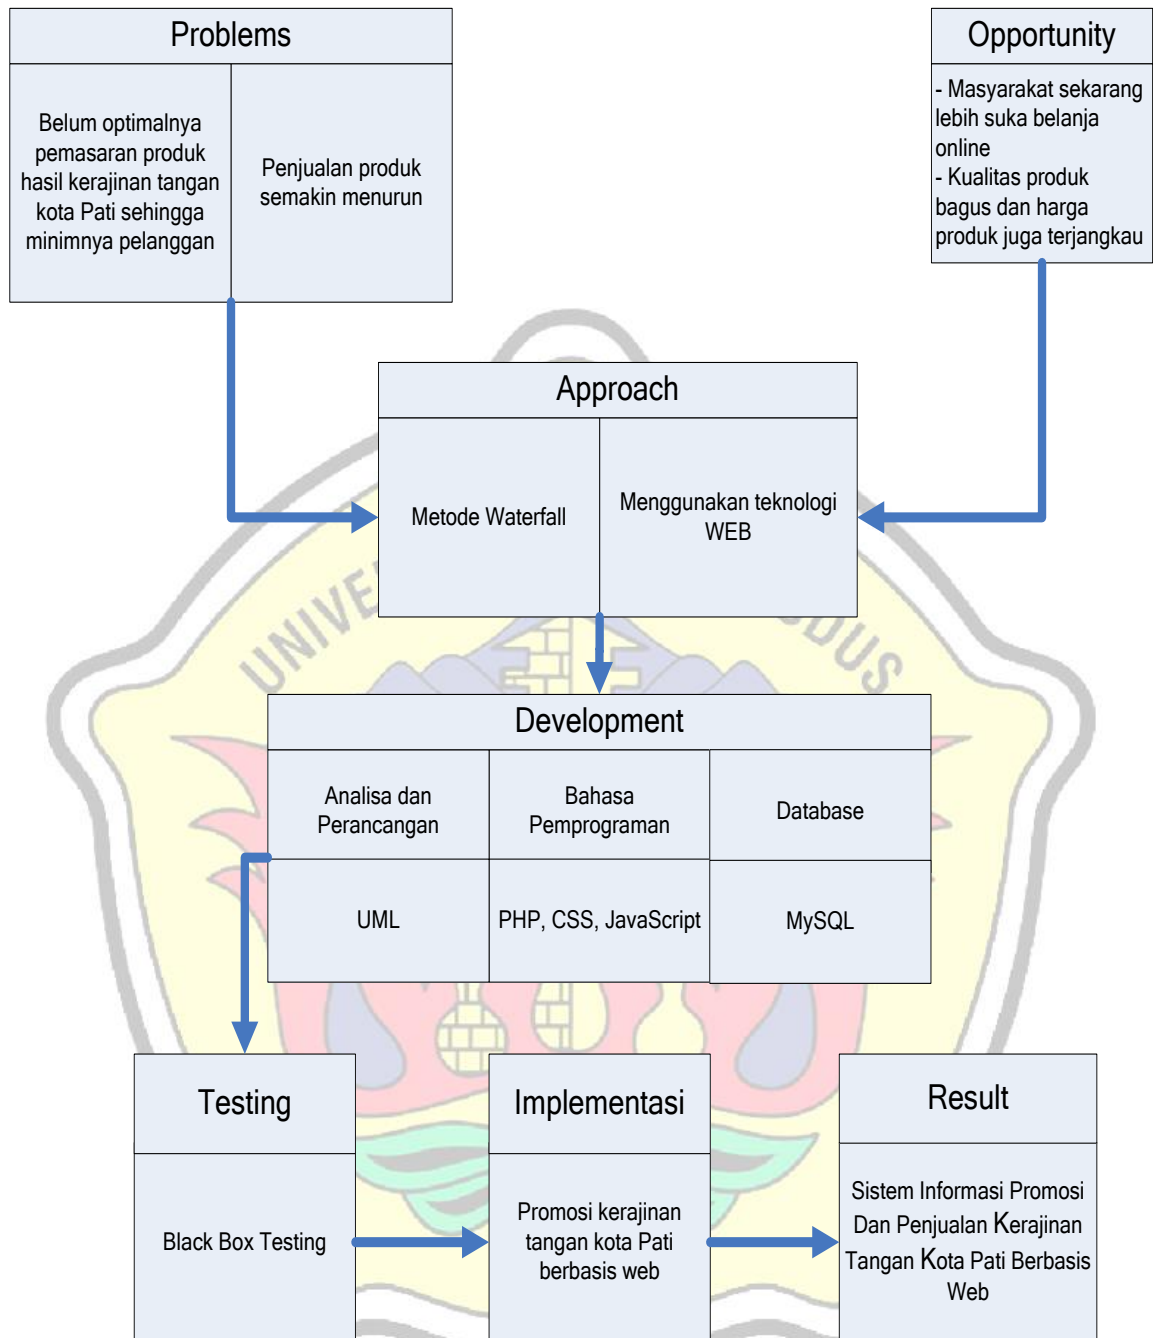 Problems
Belum optimalnya
pemasaran produk
hasil kerajinan tangan
kota Pati sehingga
minimnya pelanggan
Penjualan produk
semakin menurun
Opportunity
- Masyarakat sekarang
lebih suka belanja
online
- Kualitas produk
bagus dan harga
produk juga terjangkau
Approach
Metode Waterfall
Menggunakan teknologi
WEB
Development
Analisa dan
Perancangan
Bahasa
Pemprograman
Database
UML
PHP, CSS, JavaScript
MySQL
Testing
Black Box Testing
Implementasi
Promosi kerajinan
tangan kota Pati
berbasis web
Result
Sistem Informasi Promosi
Dan Penjualan Kerajinan
Tangan Kota Pati Berbasis
Web